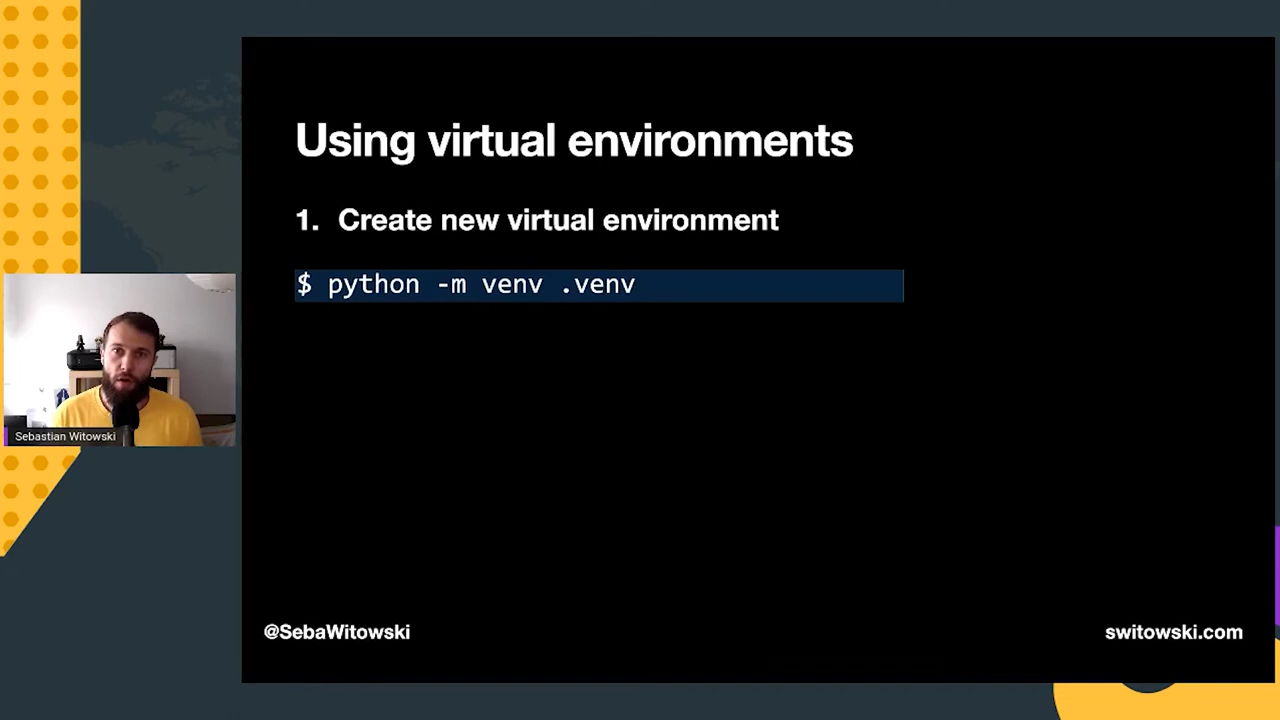 Using virtual environments
1. Create new virtual environment
$ python -m venv .venv
Sebastian Witowski
@SebaWitowski
switowski.com